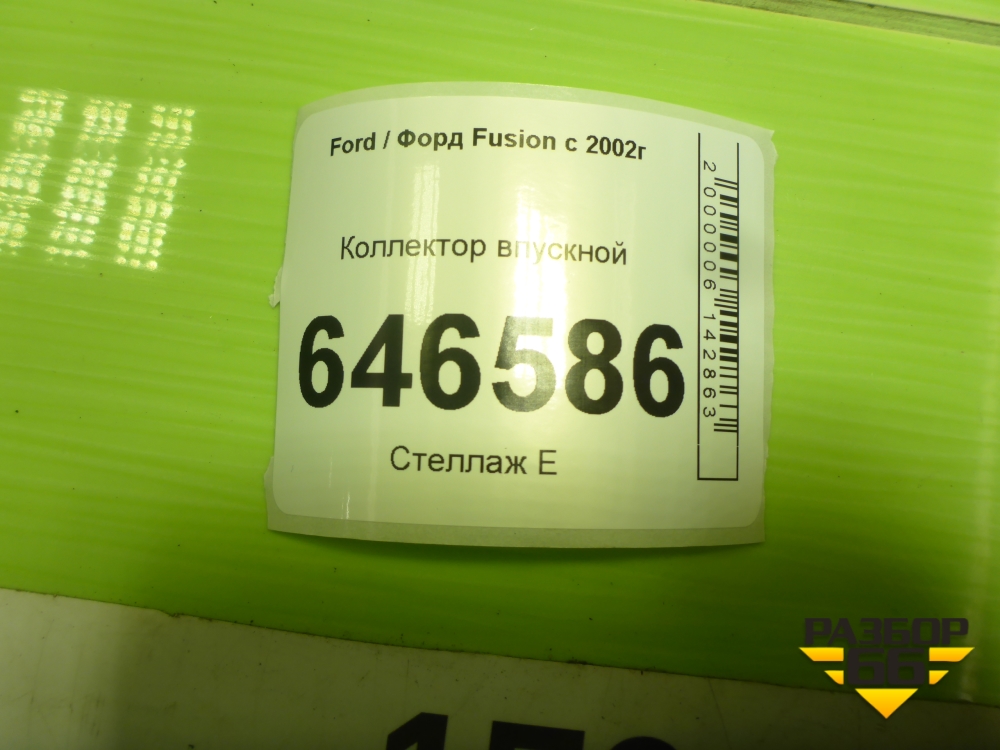 Ford / Форд Fusion с 2002г
Коллектор впускной
646586
Стеллаж Е
2000006142863
РАЗБОР
66